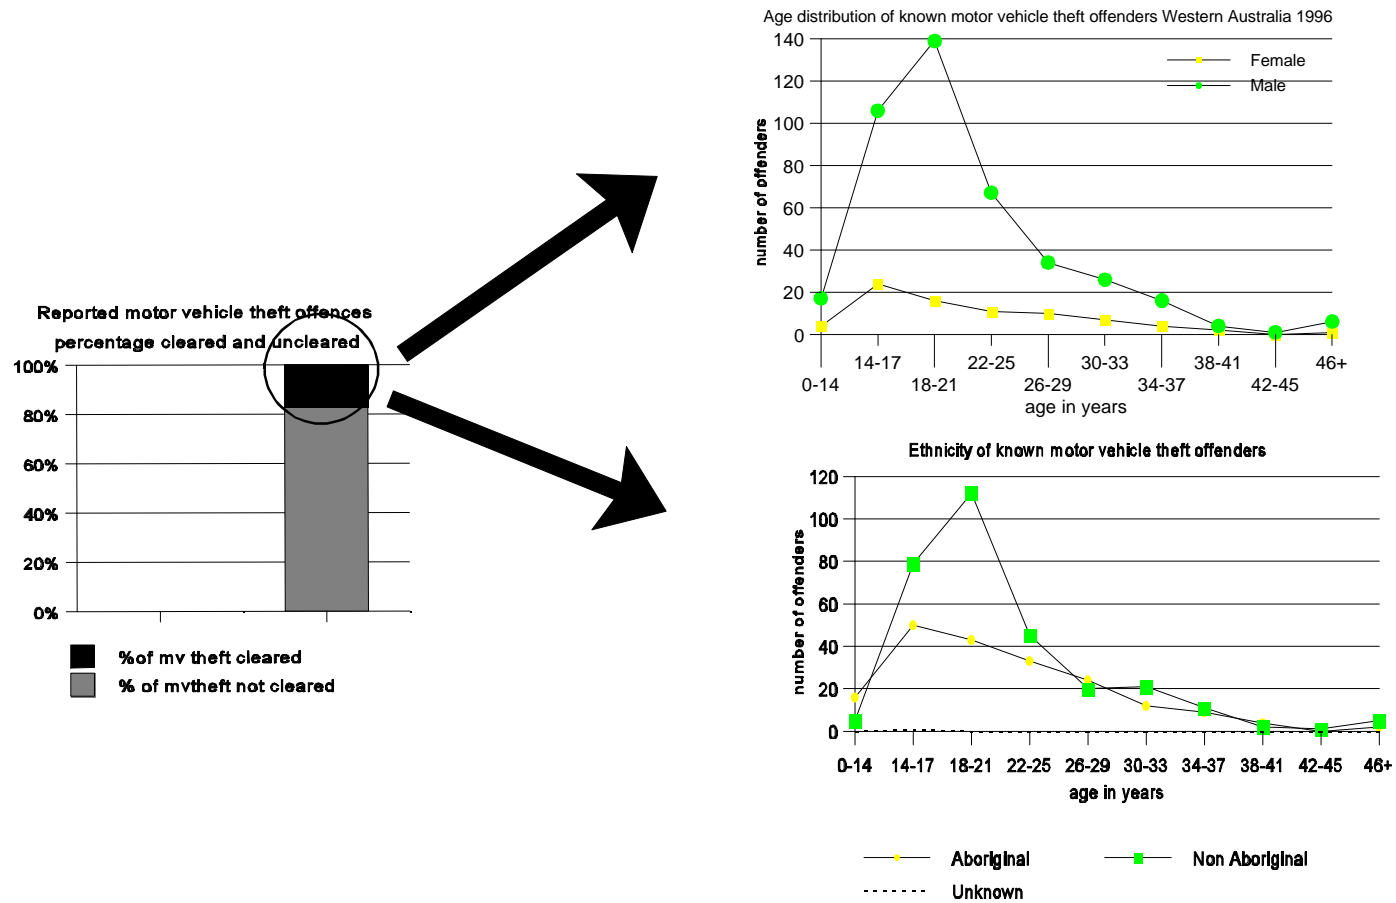 Reported motor vehicle theft offences
percentage cleared and uncleared
100%
80%
60%
40%
20%
0%
%of mv theft cleared
% of mvtheft not cleared
Age distribution of known motor vehicle theft offenders Western Australia 1996
140
120
100
80
60
40
20
0
number of offenders
Female
Male
14-17 22-25 30-33 38-41 46+
0-14 18-21 26-29 34-37 42-45
age in years
Ethnicity of known motor vehicle theft offenders
120
100
80
60
40
20
0
number of offenders
0-14 14-17 18-21 22-25 26-29 30-33 34-37 38-41 42-45 46+
age in years
Aboriginal Non Aboriginal
Unknown